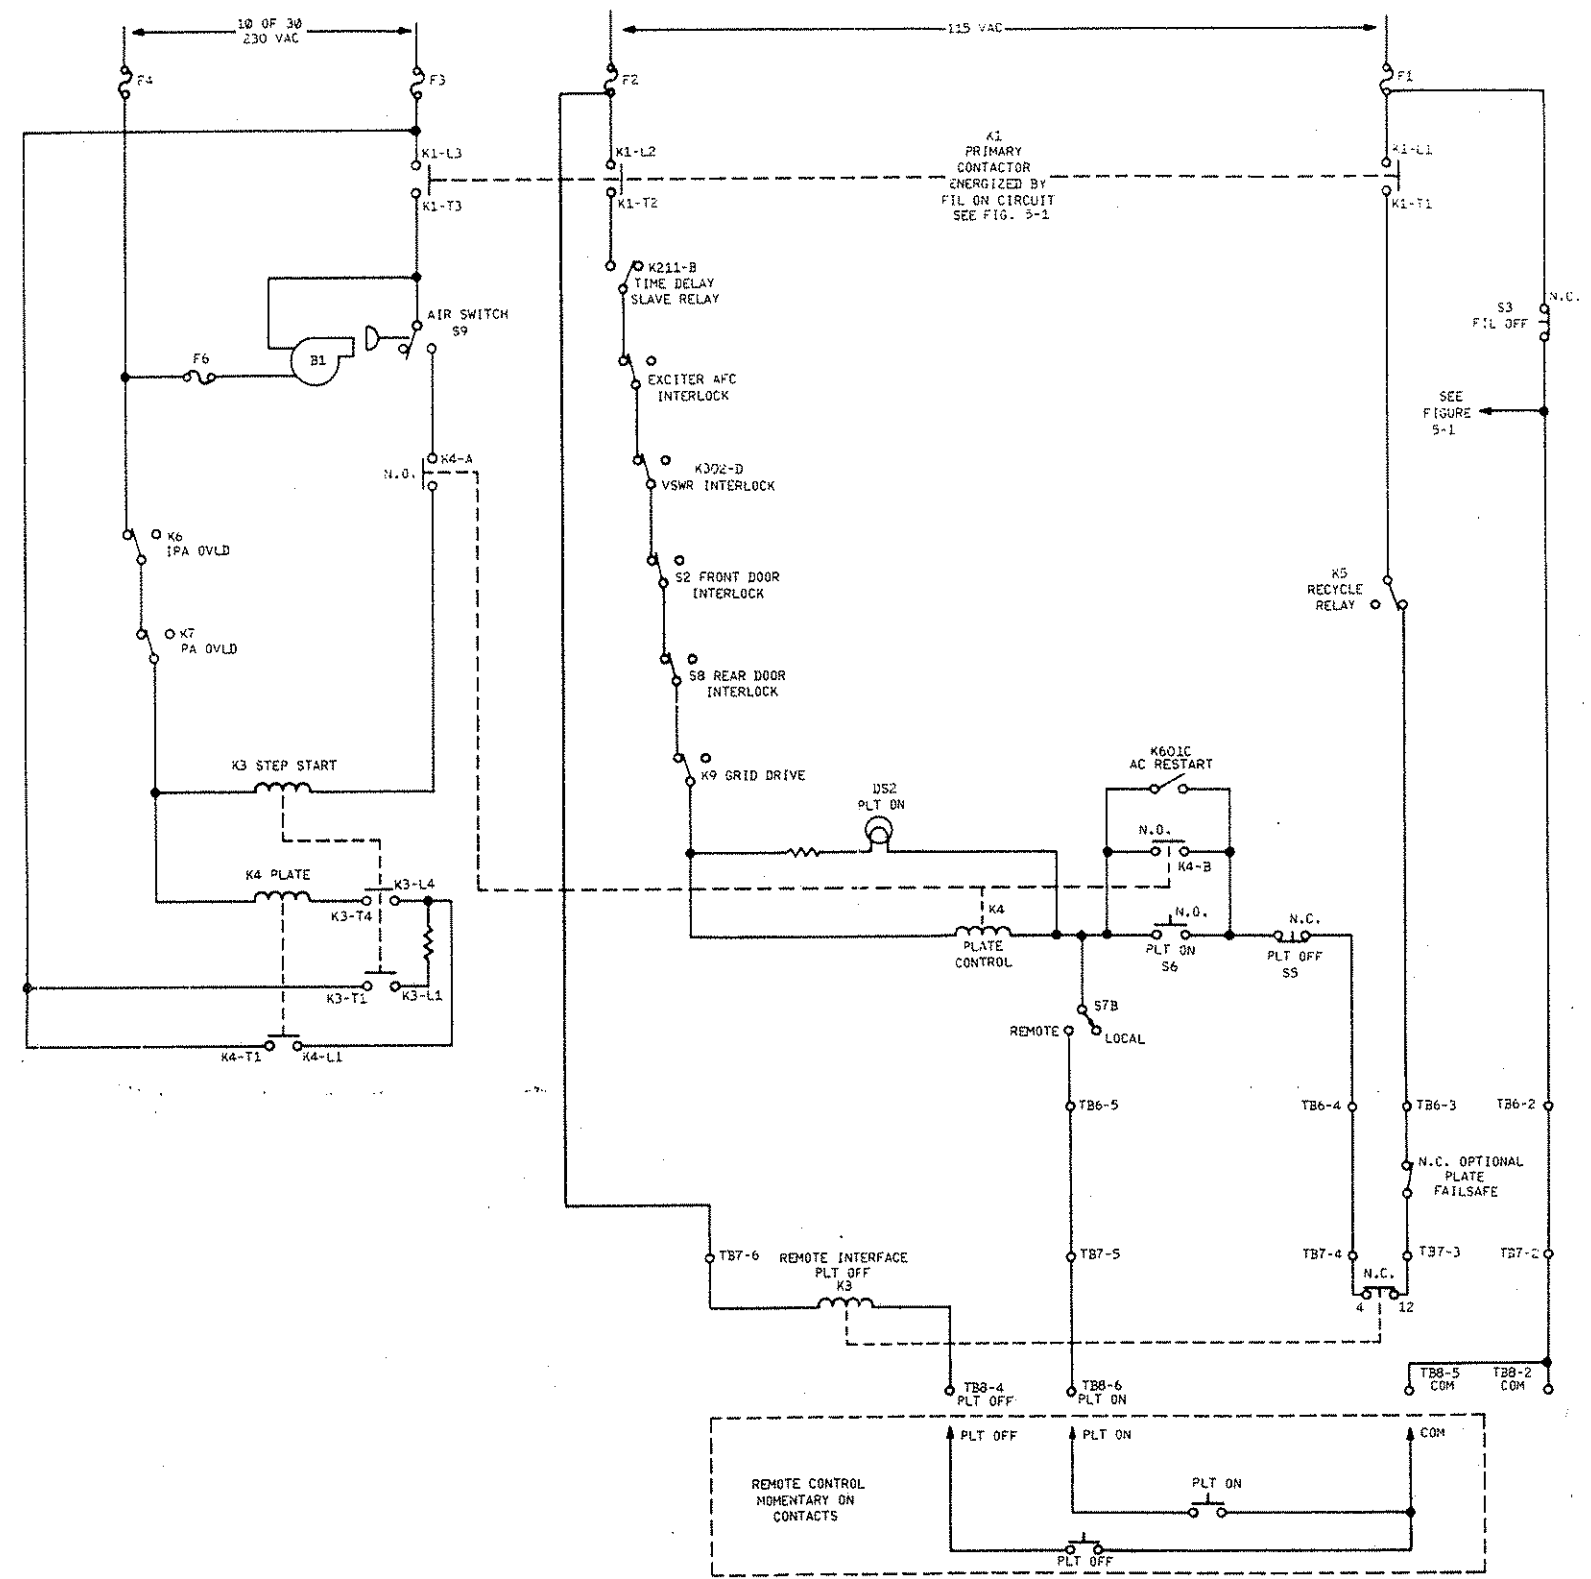 10 OF 30
230 VAC
115 VAC
F4
F3
F2
F1
K1
PRIMARY
CONTACTOR
ENERGIZED BY
FIL ON CIRCUIT
SEE FIG. 5-1
K1-L3
K1-L2
K1-L1
K1-T3
K1-T2
K1-T1
K211-B
TIME DELAY
SLAVE RELAY
AIR SWITCH
S9
N.C.
S3
FIL OFF
F6
B1
EXCITER AFC
INTERLOCK
SEE
FIGURE
5-1
K4-A
N.O.
K302-D
VSWR INTERLOCK
K6
IPA OVLD
S2 FRONT DOOR
INTERLOCK
K5
RECYCLE
RELAY
K7
PA OVLD
S8 REAR DOOR
INTERLOCK
K3 STEP START
K9 GRID DRIVE
K601C
AC RESTART
DS2
PLT ON
N.O.
K4-B
K4 PLATE
K3-L4
K3-T4
K4
PLATE
CONTROL
N.O.
PLT ON
S6
N.C.
PLT OFF
S5
K3-T1
K3-L1
S7B
REMOTE
LOCAL
K4-T1
K4-L1
TB6-5
TB6-4
TB6-3
TB6-2
N.C. OPTIONAL
PLATE
FAILSAFE
TB7-6
REMOTE INTERFACE
PLT OFF
K3
TB7-5
TB7-4
TB7-3
TB7-2
N.C.
4
12
TB8-4
PLT OFF
TB8-6
PLT ON
TB8-5
COM
TB8-2
COM
PLT OFF
PLT ON
COM
REMOTE CONTROL
MOMENTARY ON
CONTACTS
PLT ON
PLT OFF